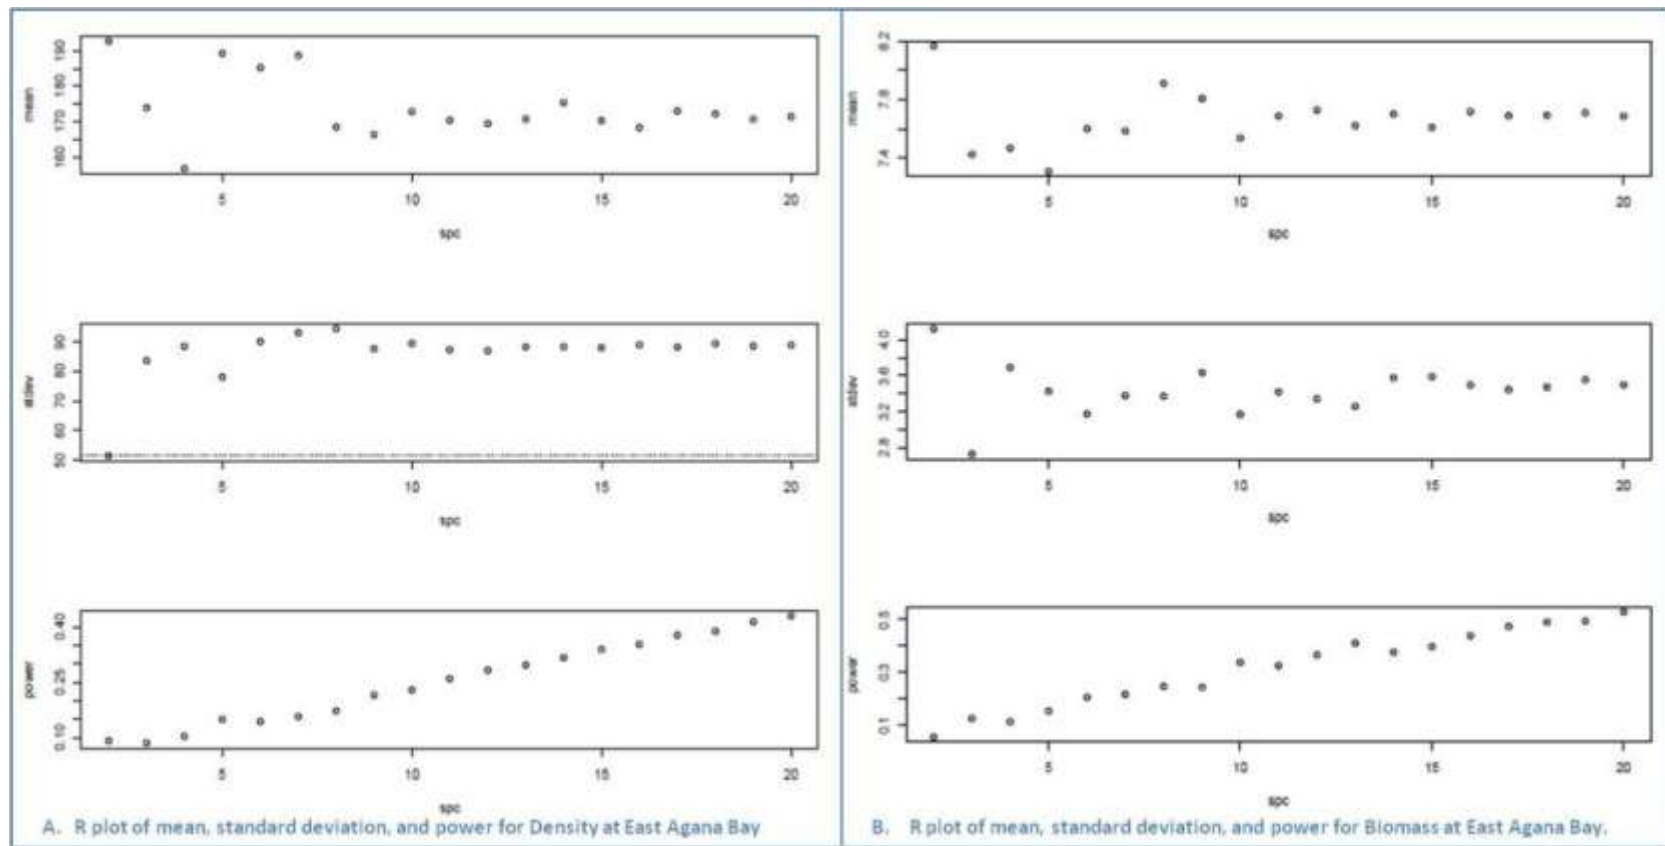 mean
160 170 180 190
5 10 15 20
spc
stdev
50 60 70 80 90
5 10 15 20
spc
power
0.10 0.25 0.40
5 10 15 20
spc
A. R plot of mean, standard deviation, and power for Density at East Agana Bay
mean
7.4 7.8 8.2
5 10 15 20
spc
stdev
2.8 3.2 3.6 4.0
5 10 15 20
spc
power
0.1 0.3 0.5
5 10 15 20
spc
B. R plot of mean, standard deviation, and power for Biomass at East Agana Bay.